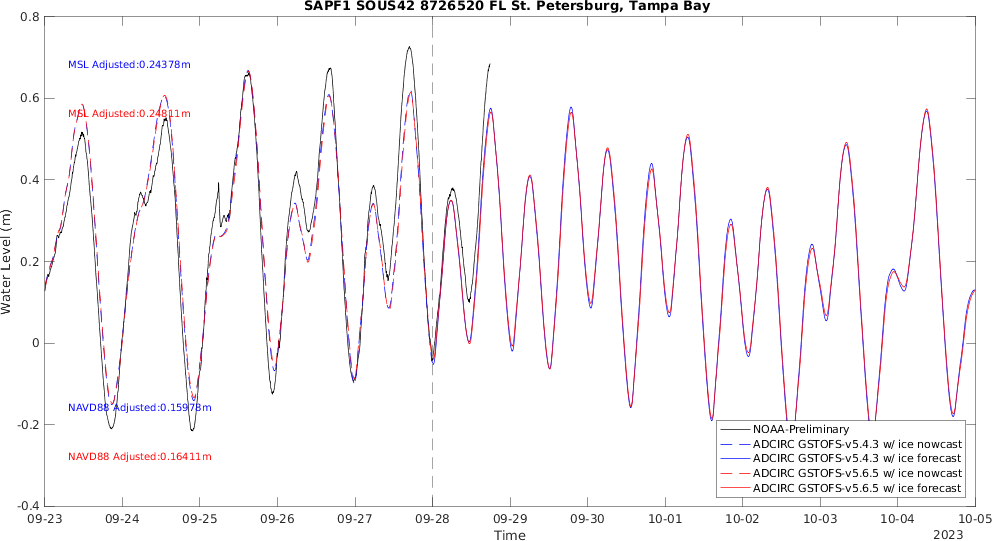 SAPF1 SOUS42 8726520 FL St. Petersburg, Tampa Bay
0.8
0.6
0.4
0.2
0
-0.2
-0.4
Water Level (m)
MSL Adjusted:0.24378m
MSL Adjusted:0.24811m
NAVD88 Adjusted:0.15978m
NAVD88 Adjusted:0.16411m
NOAA-Preliminary
ADCIRC GSTOFS-v5.4.3 w/ ice nowcast
ADCIRC GSTOFS-v5.4.3 w/ ice forecast
ADCIRC GSTOFS-v5.6.5 w/ ice nowcast
ADCIRC GSTOFS-v5.6.5 w/ ice forecast
09-23 09-24 09-25 09-26 09-27 09-28 09-29 09-30 10-01 10-02 10-03 10-04 10-05
Time
2023